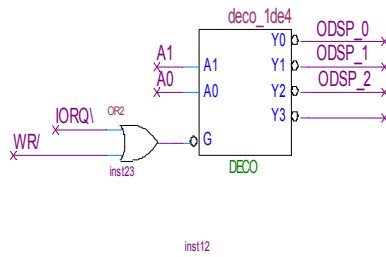 deco_1de4
Y0 ODSP_0
A1 A1 Y1 ODSP_1
A0 A0 Y2 ODSP_2
OR2 Y3
IORQ\ G
WR/ DECO
inst23
inst12